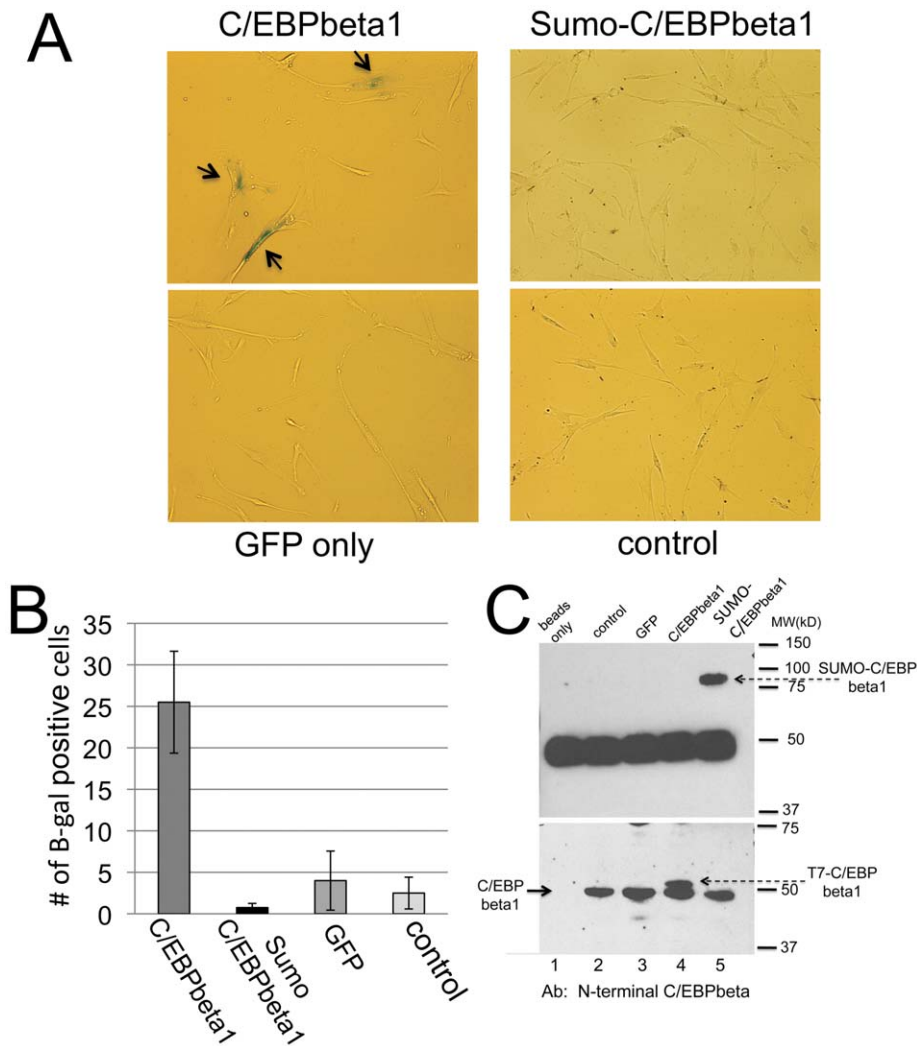 A
C/EBPbeta1
Sumo-C/EBPbeta1
GFP only
control
B
# of B-gal positive cells
35
30
25
20
15
10
5
0
C/EBPbeta1
Sumo
C/EBPbeta1
GFP
control
C
beads
only
control
GFP
C/EBPbeta1
SUMO-
C/EBPbeta1
MW(kD)
150
100
75
50
37
SUMO-C/EBP
beta1
75
50
37
C/EBP
beta1
T7-C/EBP
beta1
1 2 3 4 5
Ab: N-terminal C/EBPbeta